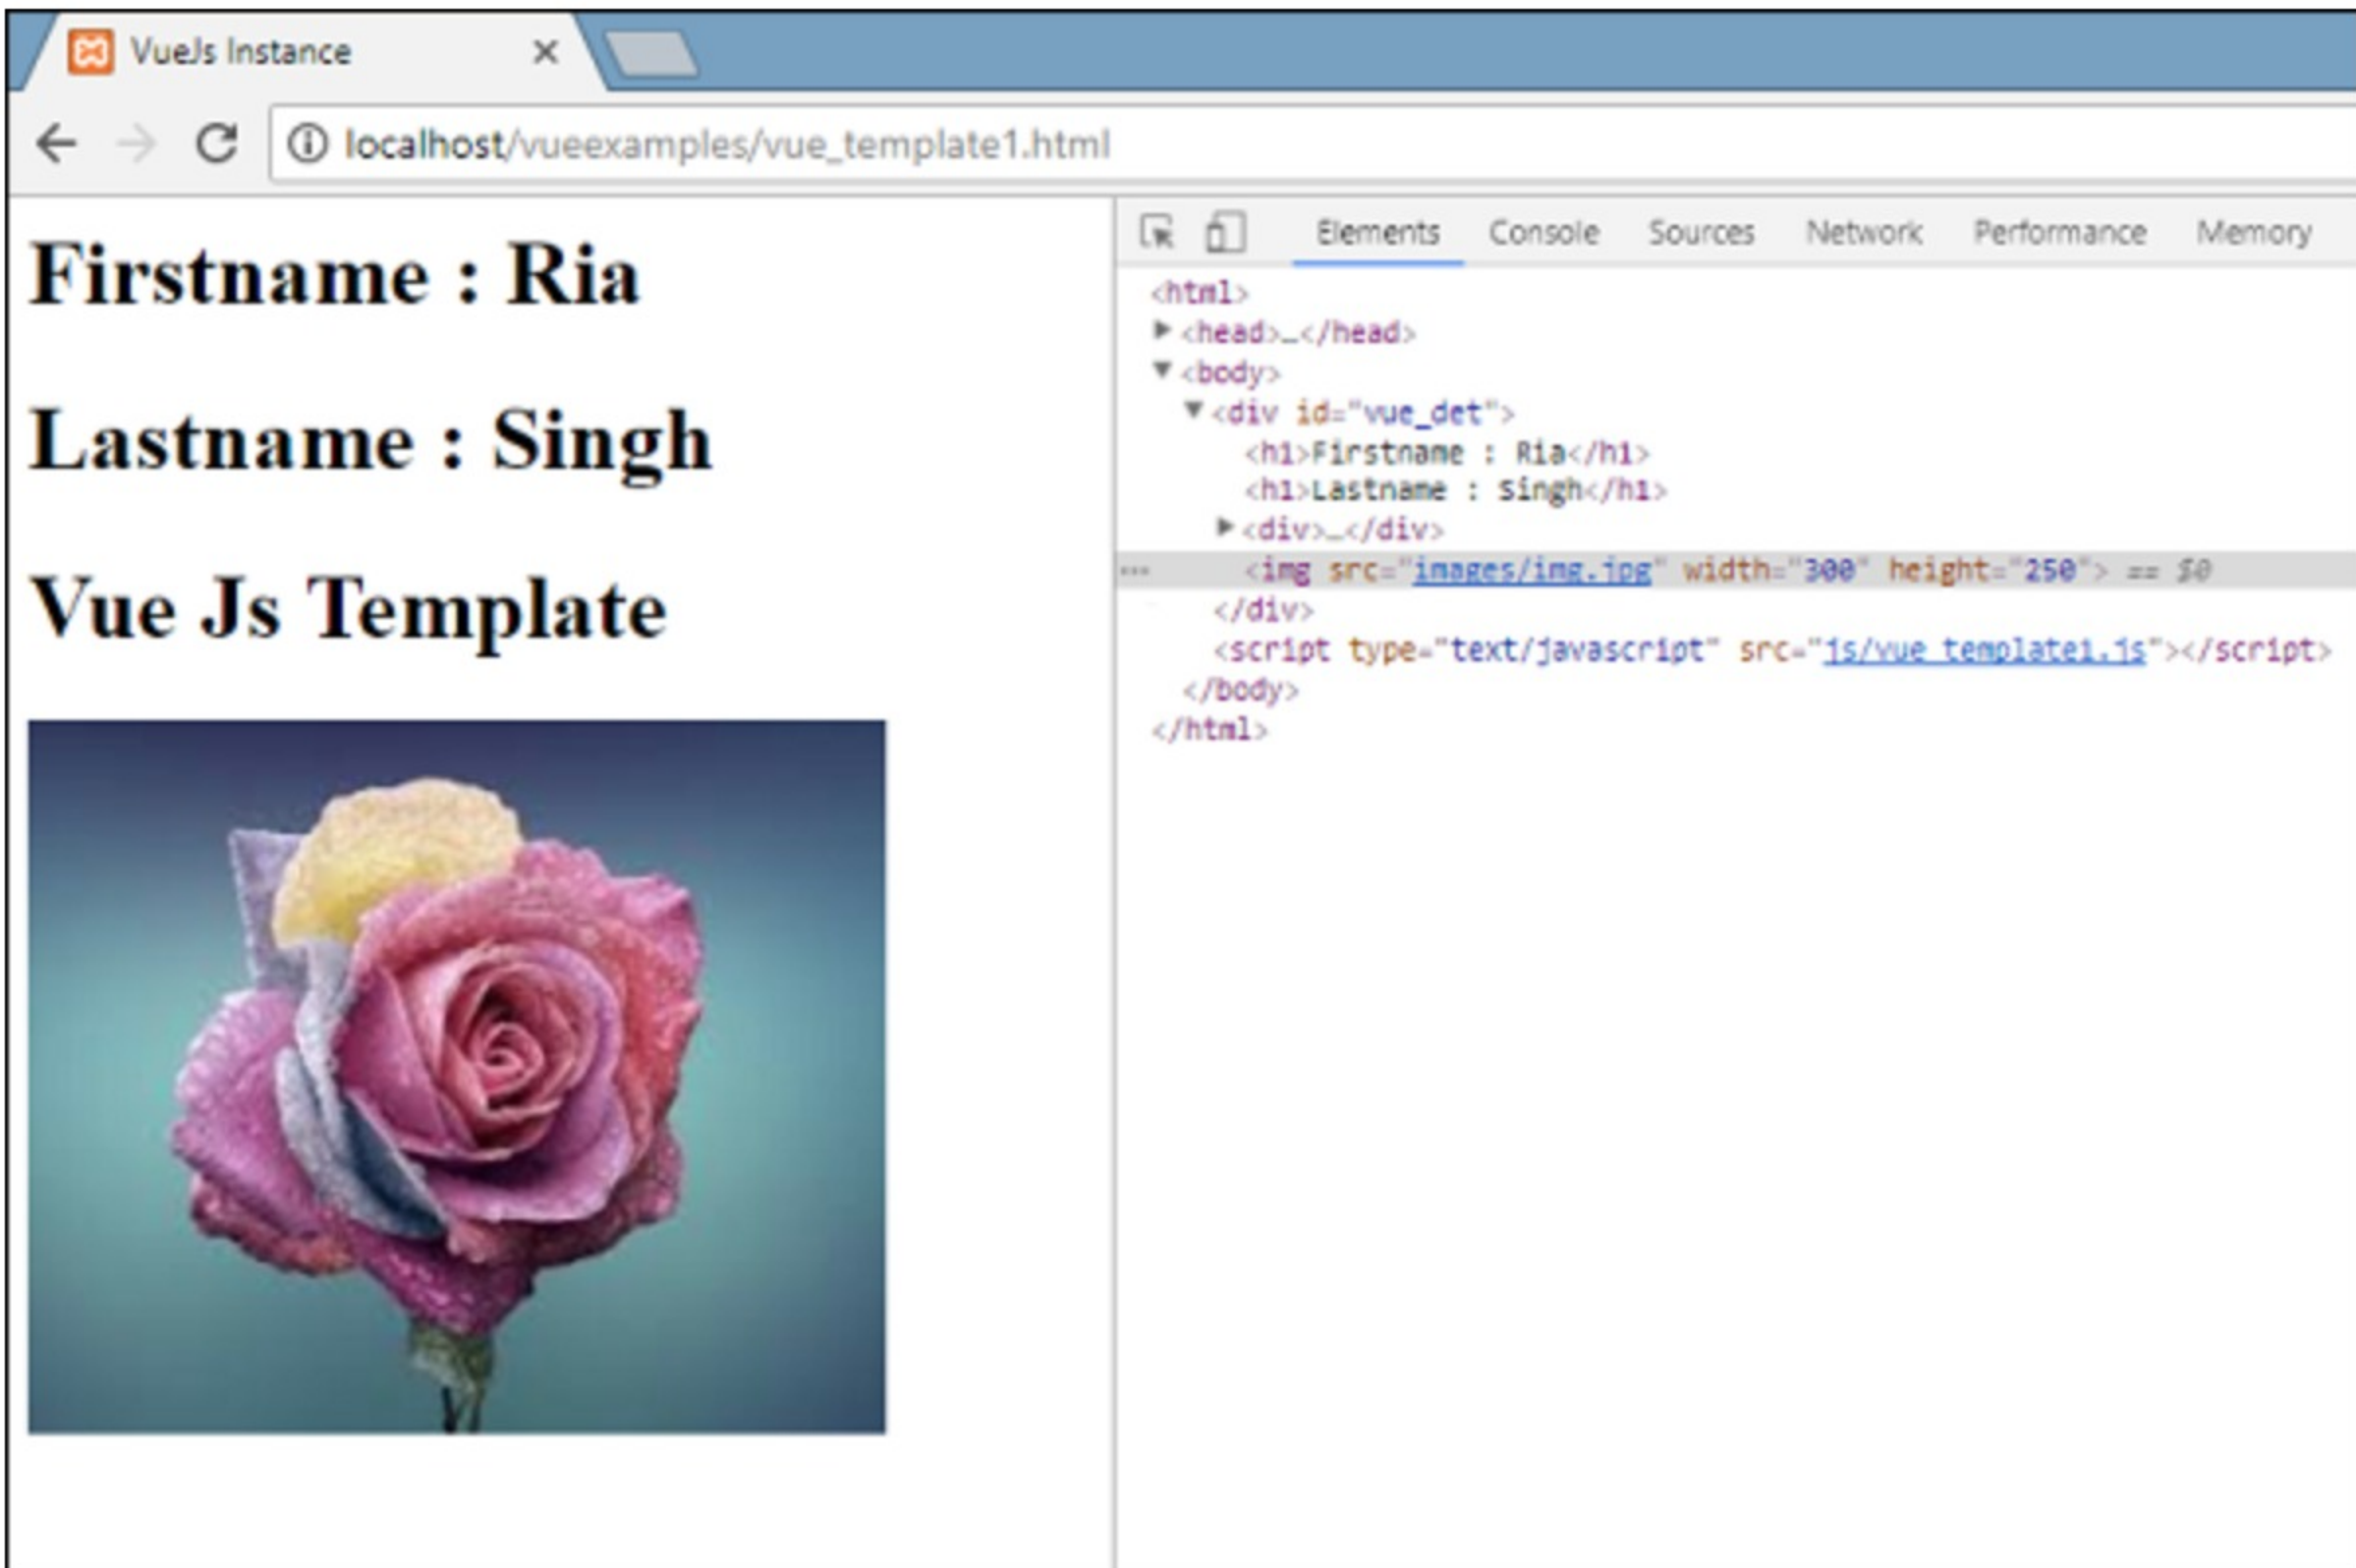 VueJs Instance
localhost/vueexamples/vue_template1.html
Firstname : Ria
Lastname : Singh
Vue Js Template
Elements Console Sources Network Performance Memory
<html>
<head>…</head>
<body>
<div id="vue_det">
<h1>Firstname : Ria</h1>
<h1>Lastname : Singh</h1>
<div>…</div>
<img src="images/img.jpg" width="300" height="250"> == $0
</div>
<script type="text/javascript" src="js/vue_template1.js"></script>
</body>
</html>